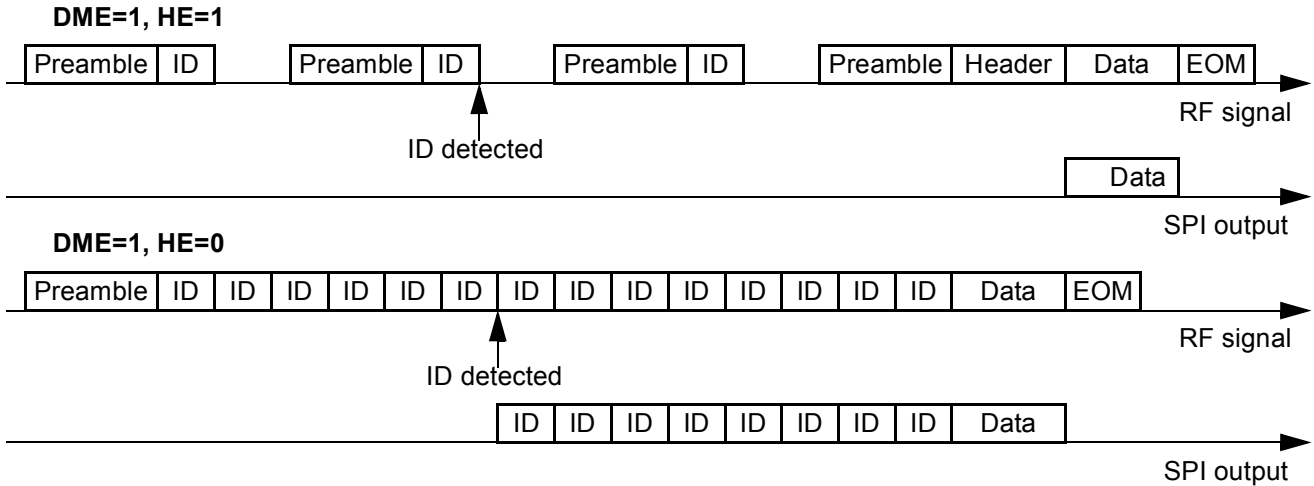 DME=1, HE=1
Preamble ID Preamble ID Preamble ID Preamble Header Data EOM
RF signal
ID detected
Data
SPI output
DME=1, HE=0
Preamble ID ID ID ID ID ID ID ID ID ID ID ID ID ID Data EOM
RF signal
ID detected
ID ID ID ID ID ID ID ID Data
SPI output